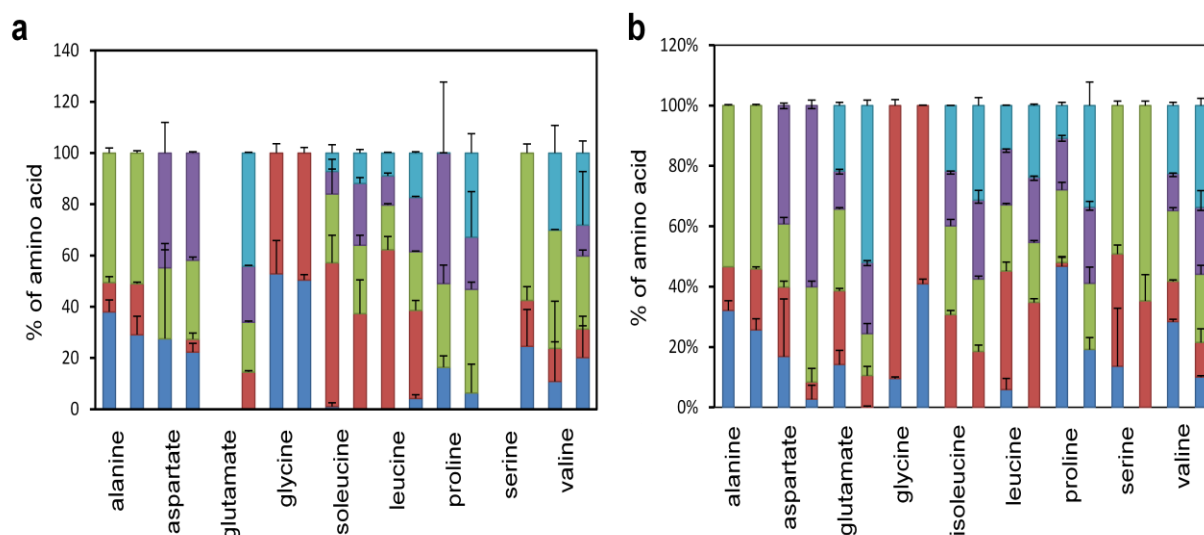 a
140
120
100
80
60
40
20
0
% of amino acid
alanine
aspartate
glutamate
glycine
soleucine
leucine
proline
serine
valine
b
120%
100%
80%
60%
40%
20%
0%
% of amino acid
alanine
aspartate
glutamate
glycine
isoleucine
leucine
proline
serine
valine